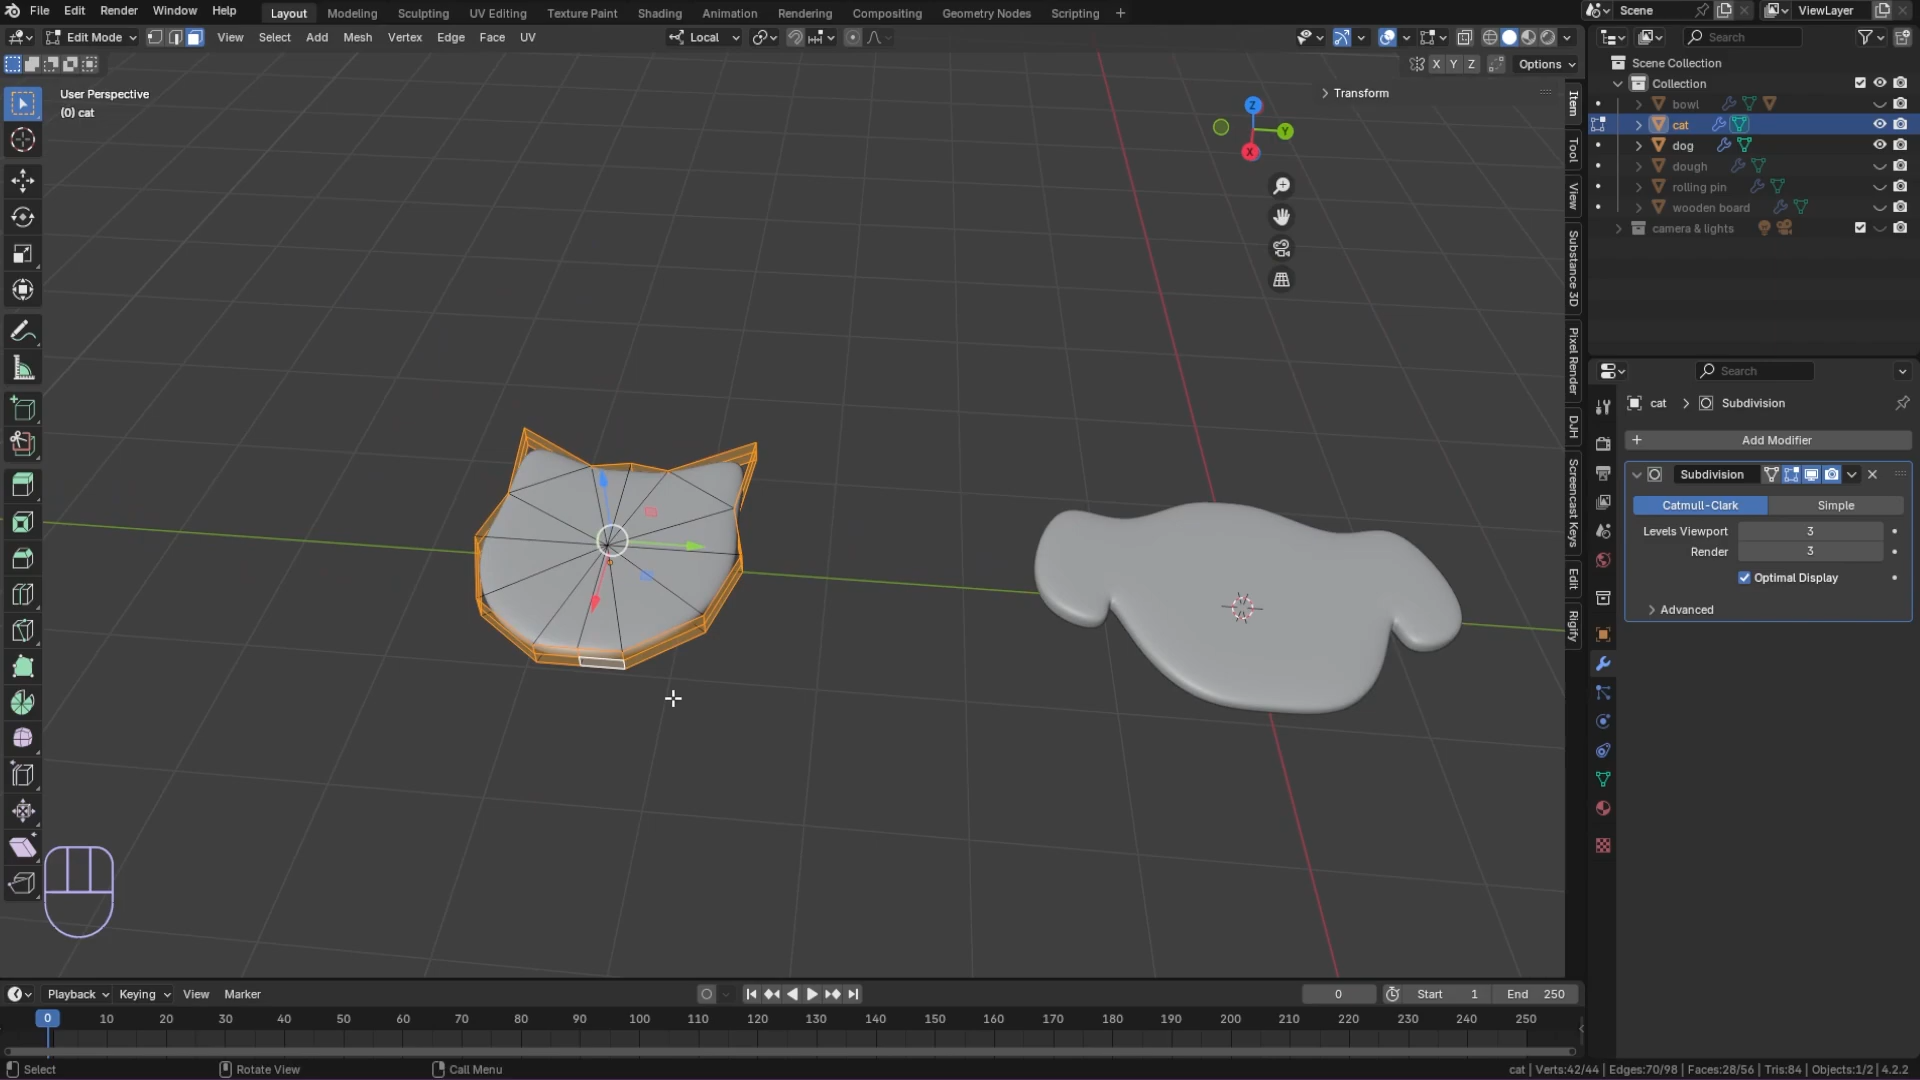 File Edit Render Window Help Layout Modeling Sculpting UV Editing Texture Paint Shading Animation Rendering Compositing Geometry Nodes Scripting + Scene ViewLayer
Edit Mode View Select Add Mesh Vertex Edge Face UV Local Search
X Y Z Options
Scene Collection
Collection
bowl
cat
dog
dough
rolling pin
wooden board
camera & lights
User Perspective
(0) cat
Transform
Z
Y
X
Item
Tool
View
Substance 3D
Pixel Render
DJH
Screencast Keys
Edit
Rigify
Search
cat > Subdivision
+ Add Modifier
Subdivision
Catmull-Clark Simple
Levels Viewport 3
Render 3
Optimal Display
Advanced
Playback Keying View Marker 0 Start 1 End 250
0 10 20 30 40 50 60 70 80 90 100 110 120 130 140 150 160 170 180 190 200 210 220 230 240 250
Select Rotate View Call Menu cat | Verts:42/44 | Edges:70/98 | Faces:28/56 | Tris:84 | Objects:1/2 | 4.2.2